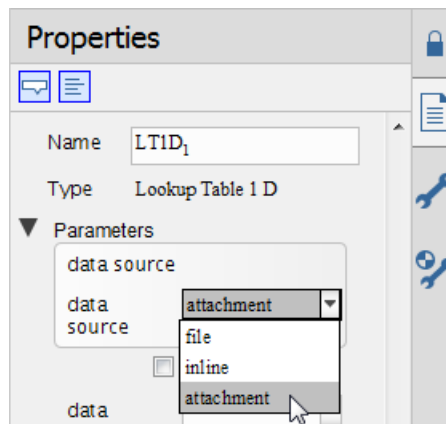 Properties
Name LT1D₁
Type Lookup Table 1 D
Parameters
data source
data source attachment
file
inline
attachment
data